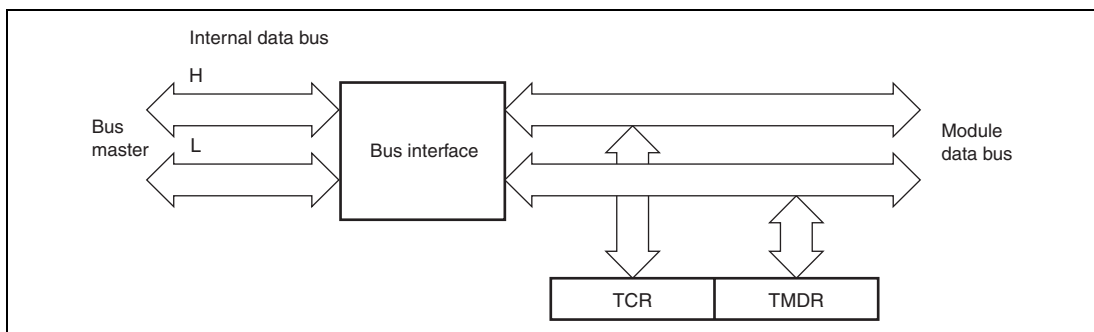 Internal data bus
H
Bus
master
L
Bus interface
Module
data bus
TCR
TMDR